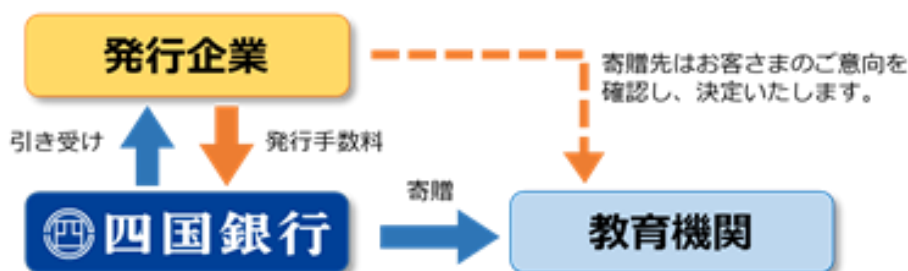 発行企業
寄贈先はお客さまのご意向を
確認し、決定いたします。
引き受け
発行手数料
四国銀行
寄贈
教育機関